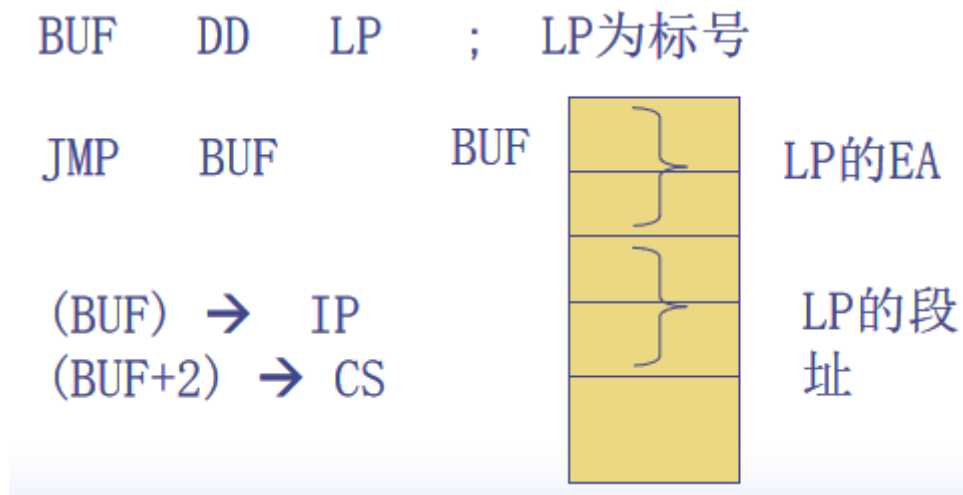 BUF DD LP ; LP为标号
JMP BUF
BUF
LP的EA
(BUF) → IP
(BUF+2) → CS
LP的段
址